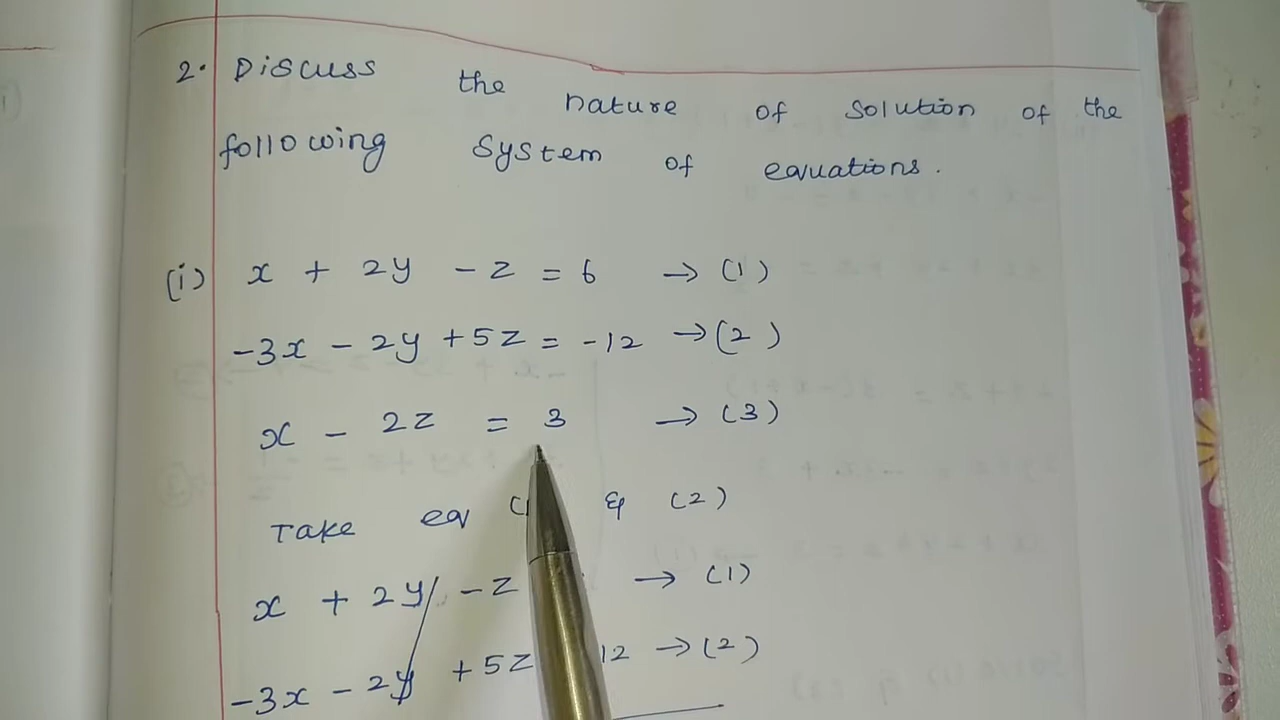 2. Discuss the nature of solution of the
following system of equations.
(i) x + 2y - z = 6 → (1)
-3x - 2y + 5z = -12 → (2)
x - 2z = 3 → (3)
Take eq (1 & (2)
x + 2y - z → (1)
-3x - 2y + 5z 12 → (2)